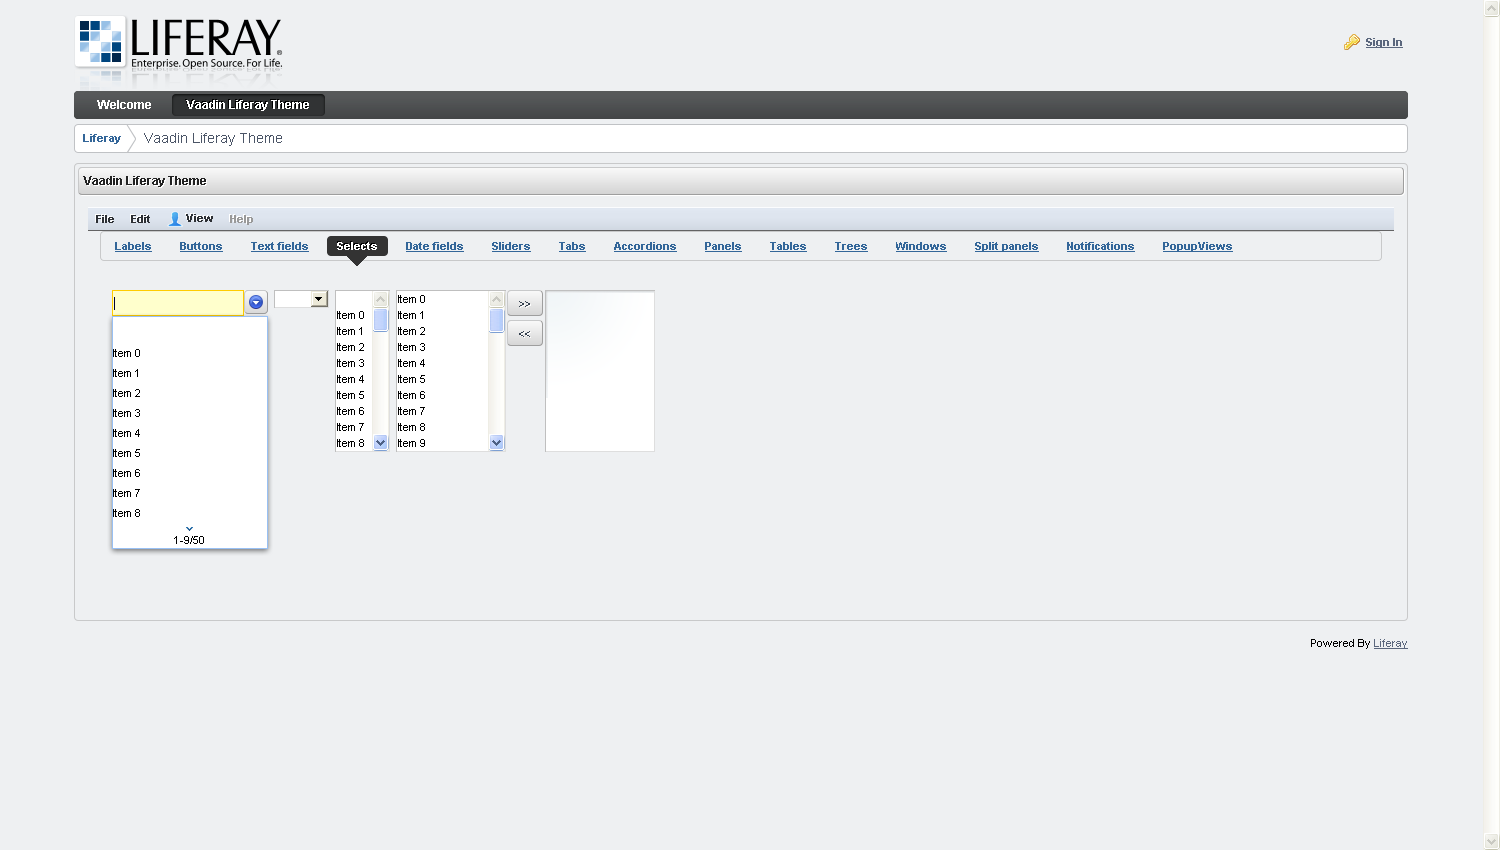 LIFERAY
Enterprise. Open Source. For Life.
Sign In
Welcome Vaadin Liferay Theme
Liferay Vaadin Liferay Theme
Vaadin Liferay Theme
File Edit View Help
Labels Buttons Text fields Selects Date fields Sliders Tabs Accordions Panels Tables Trees Windows Split panels Notifications PopupViews
Item 0
Item 1
Item 2
Item 3
Item 4
Item 5
Item 6
Item 7
Item 8
1-9/50
Item 0
Item 1
Item 2
Item 3
Item 4
Item 5
Item 6
Item 7
Item 8
Item 0
Item 1
Item 2
Item 3
Item 4
Item 5
Item 6
Item 7
Item 8
Item 9
>>
<<
Powered By Liferay